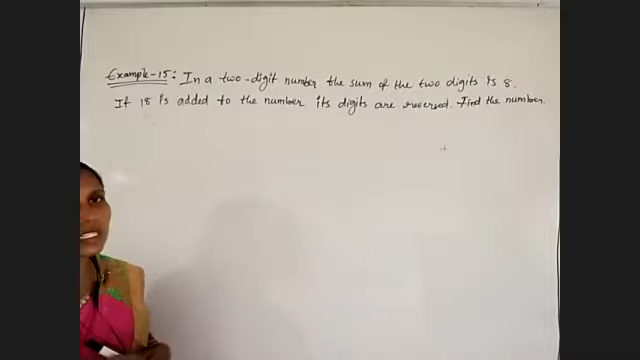 Example-15: In a two-digit number the sum of the two digits is 8.
If 18 is added to the number its digits are reversed. Find the number.